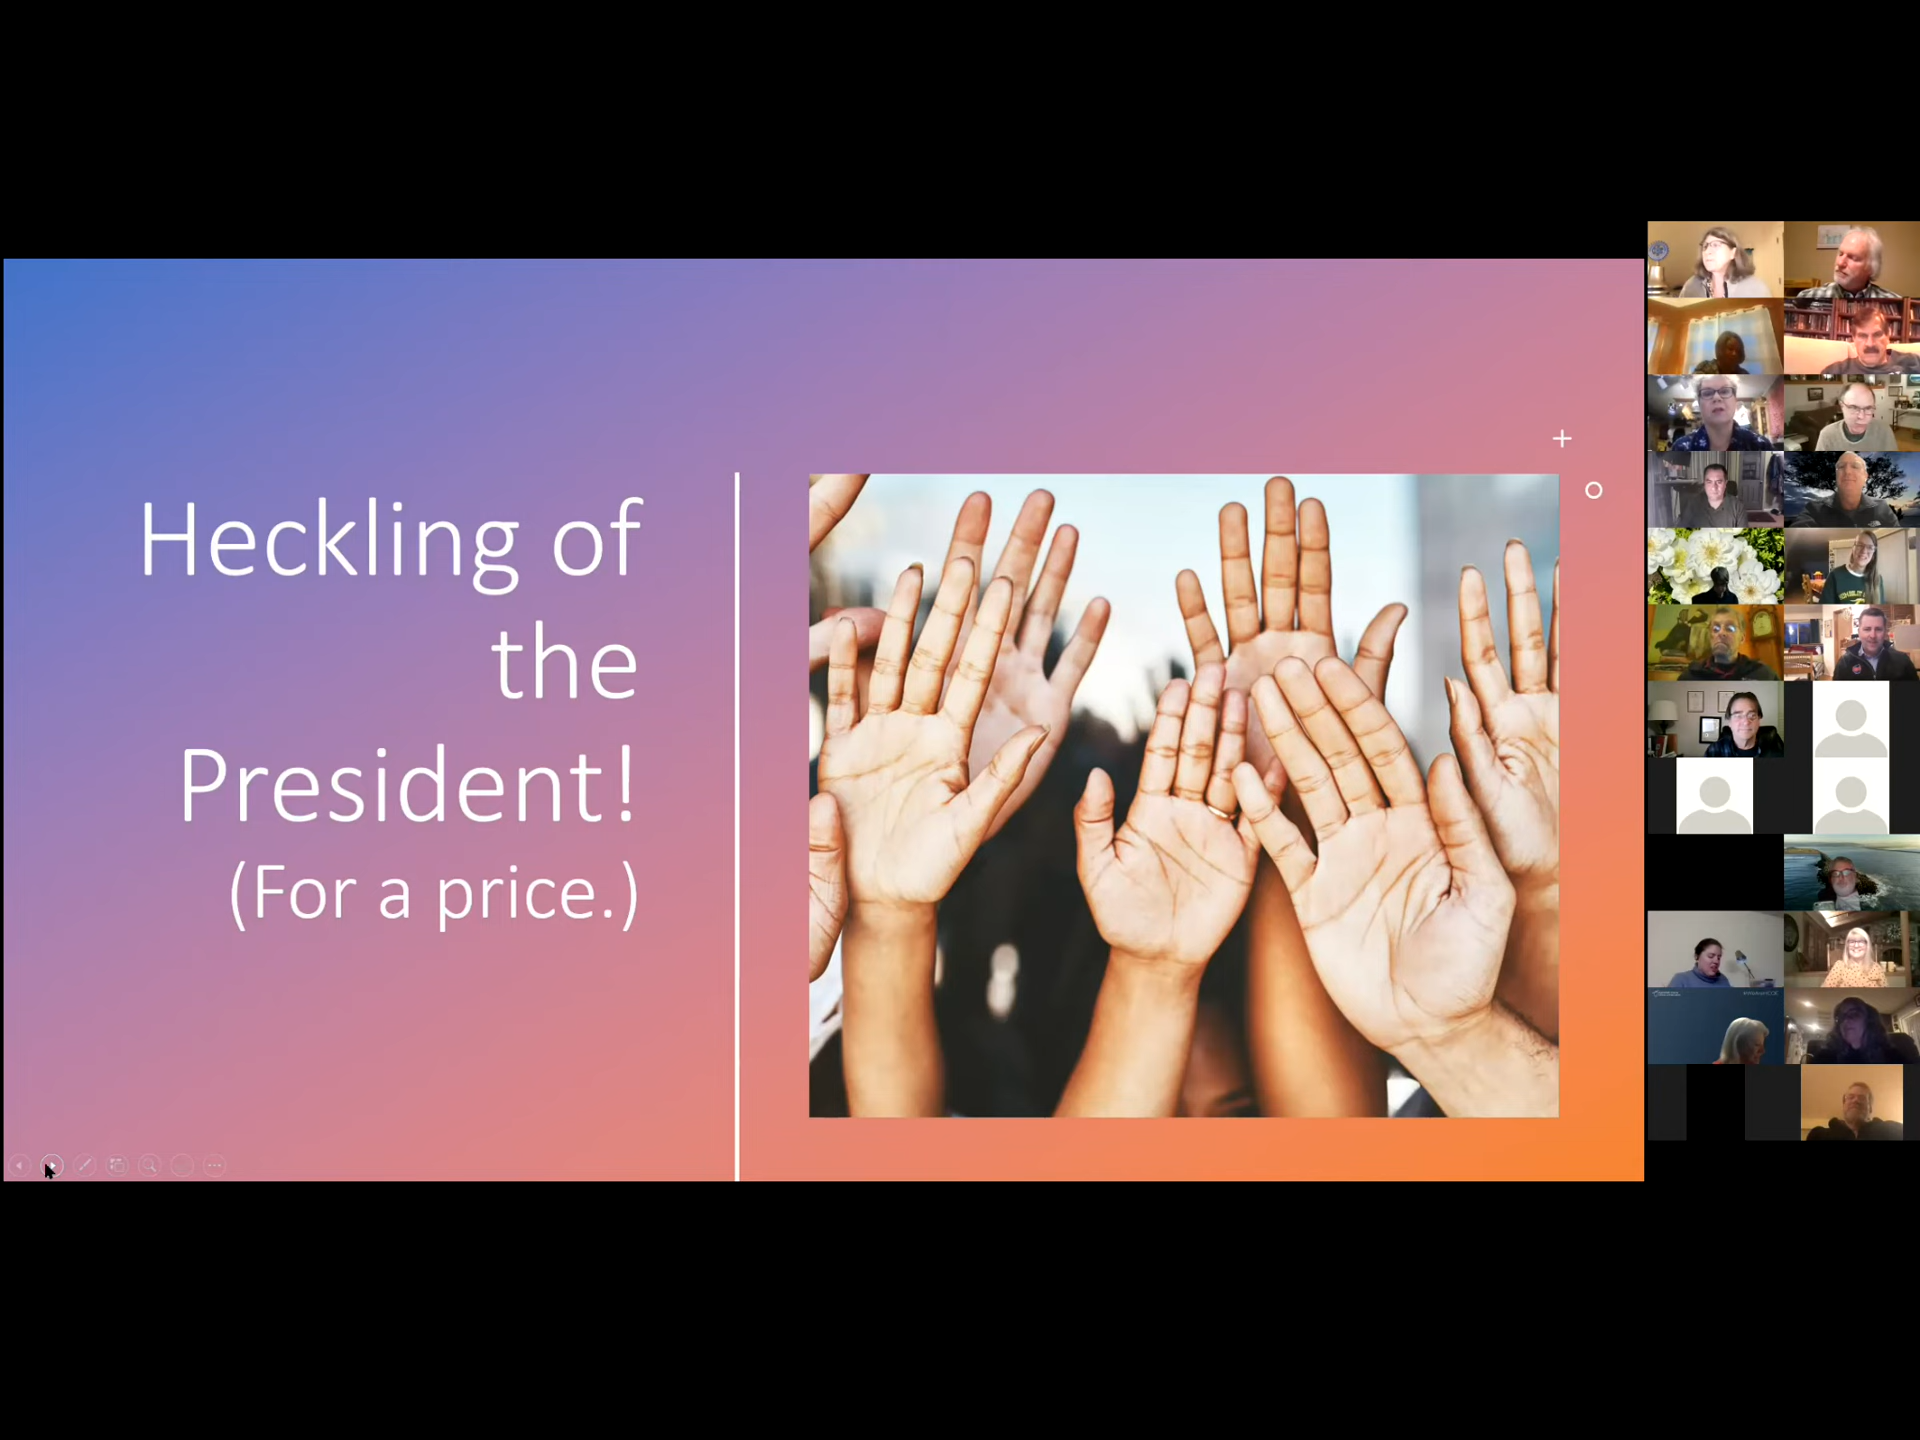 Heckling of
the
President!
(For a price.)